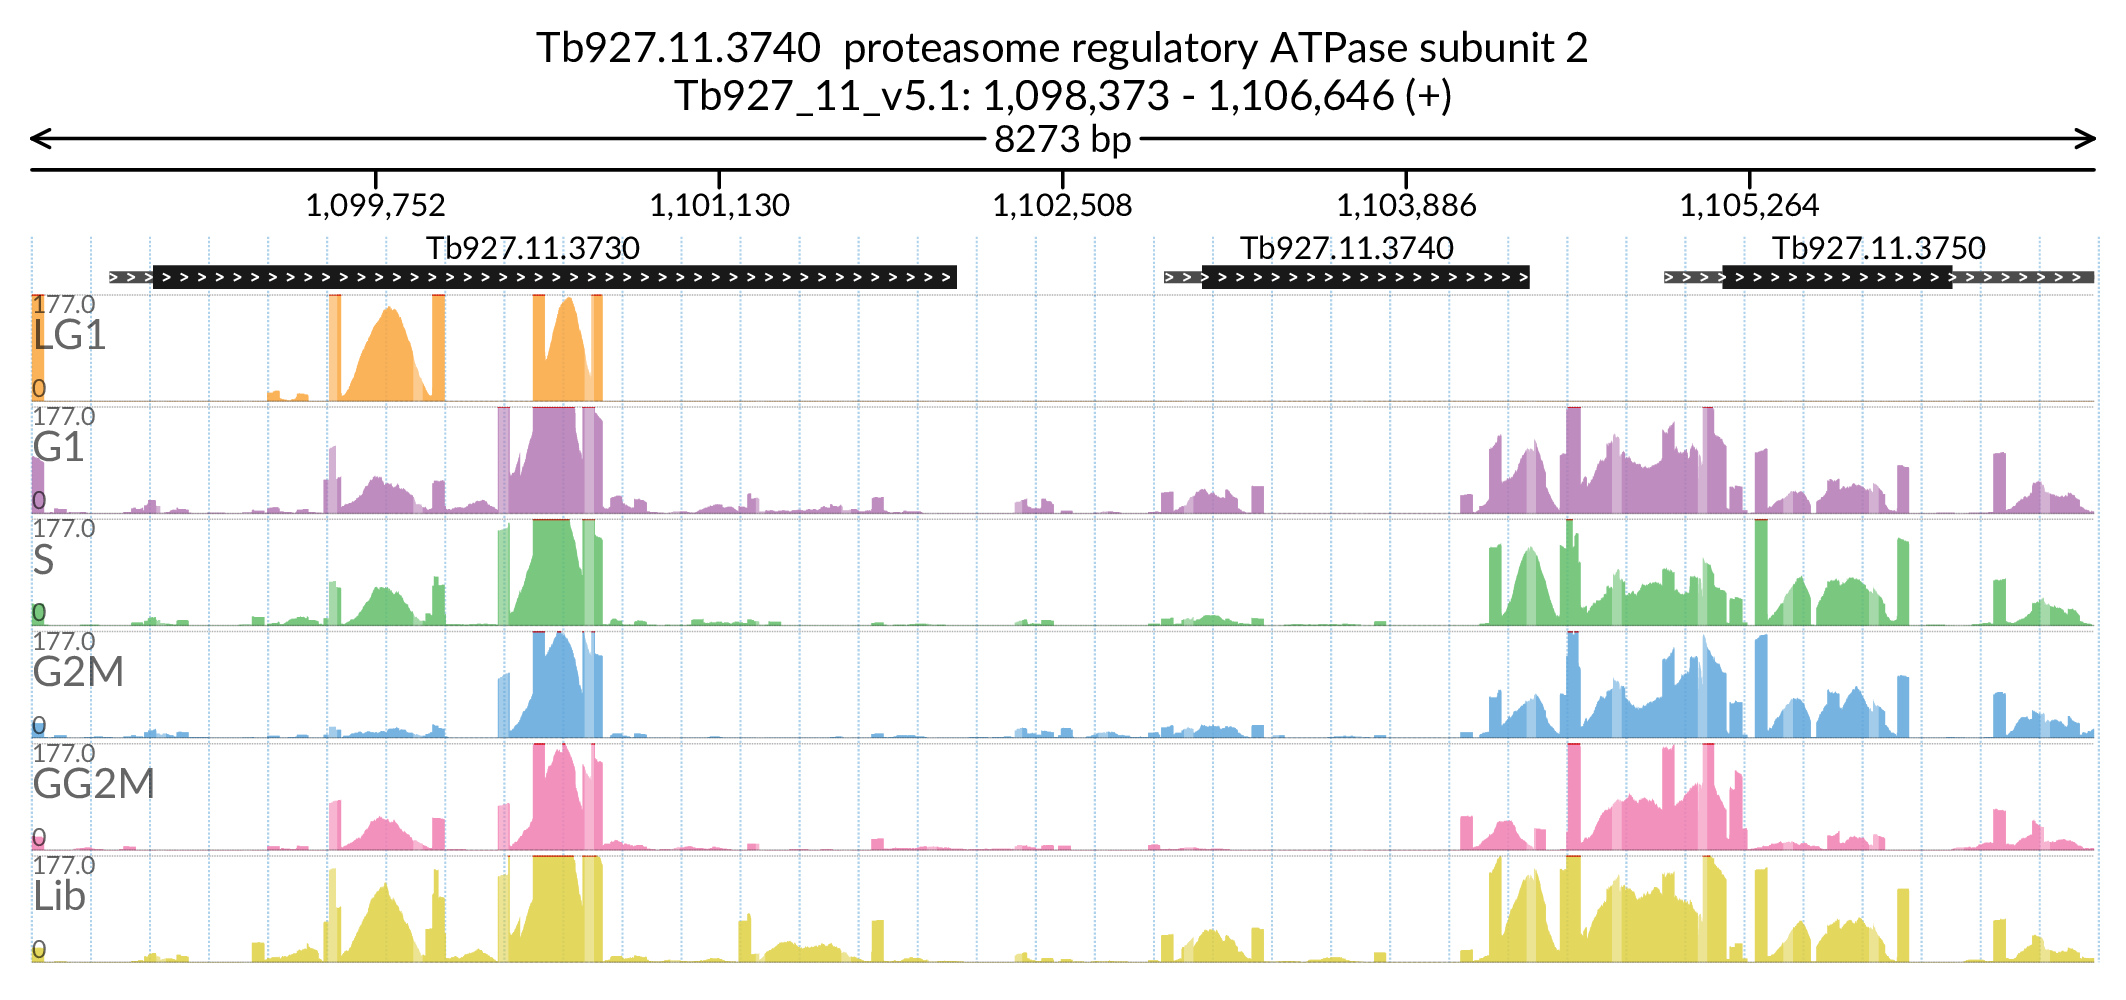 Tb927.11.3740 proteasome regulatory ATPase subunit 2
Tb927_11_v5.1: 1,098,373 - 1,106,646 (+)
8273 bp
1,099,752 1,101,130 1,102,508 1,103,886 1,105,264
Tb927.11.3730 Tb927.11.3740 Tb927.11.3750
177.0
LG1
0
177.0
G1
0
177.0
S
0
177.0
G2M
0
177.0
GG2M
0
177.0
Lib
0